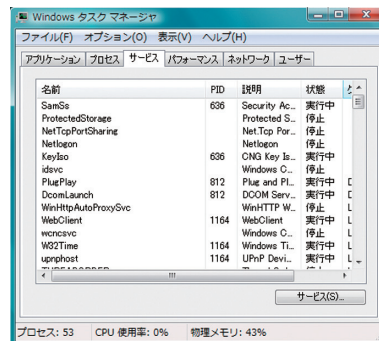 Windows タスク マネージャ
ファイル(F) オプション(O) 表示(V) ヘルプ(H)
アプリケーション プロセス サービス パフォーマンス ネットワーク ユーザー
名前 PID 説明 状態
SamSs 636 Security Ac... 実行中
ProtectedStorage Protected S... 停止
NetTcpPortSharing Net.Tcp Por... 停止
Netlogon Netlogon 停止
KeyIso 636 CNG Key Is... 実行中
idsvc Windows C... 停止
PlugPlay 812 Plug and Pl... 実行中 D
DcomLaunch 812 DCOM Serv... 実行中 D
WinHttpAutoProxySvc WinHTTP W... 停止 L
WebClient 1164 WebClient 実行中 L
wcncsvc Windows C... 停止 L
W32Time 1164 Windows Ti... 実行中 L
upnphost 1164 UPnP Devi... 実行中 L
サービス(S)...
プロセス: 53 CPU 使用率: 0% 物理メモリ: 43%